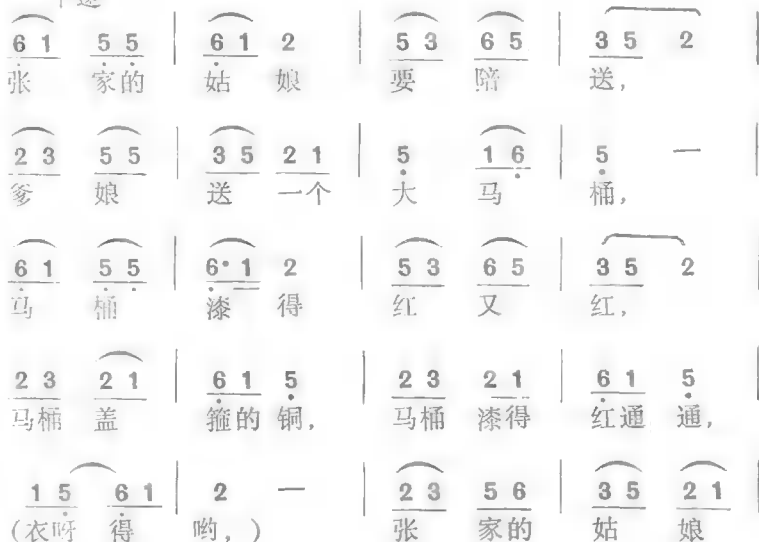 6 1 5 5 | 6 1 2 | 5 3 6 5 | 3 5 2 |
张 家的 姑 娘 要 陪 送,
2 3 5 5 | 3 5 2 1 | 5 1 6 | 5 — |
爹 娘 送 一个 大 马 桶,
6 1 5 5 | 6· 1 2 | 5 3 6 5 | 3 5 2 |
马 桶 漆 得 红 又 红,
2 3 2 1 | 6 1 5 | 2 3 2 1 | 6 1 5 |
马桶 盖 箍的 铜, 马桶 漆得 红通 通,
1 5 6 1 | 2 — | 2 3 5 6 | 3 5 2 1 |
(衣呀 得 哟,) 张 家的 姑 娘